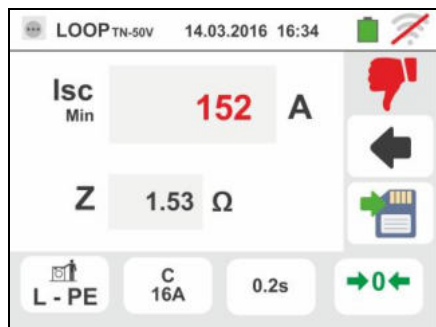 LOOP TN-50V 14.03.2016 16:34
Isc 152 A
Min
Z 1.53 Ω
L - PE
C
16A
0.2s
→0←